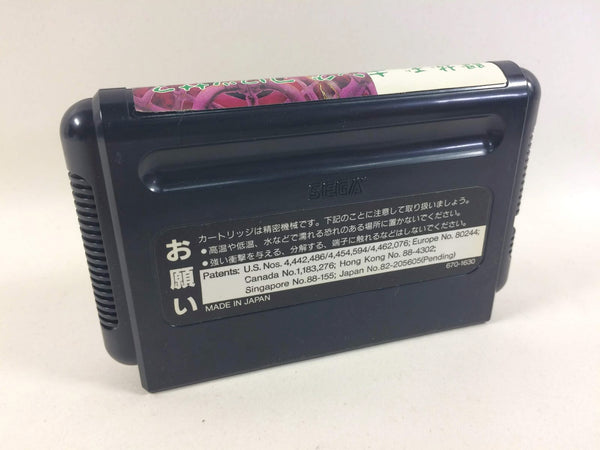 SEGA
お願い
カートリッジは精密機械です。下記のことに注意して取り扱いましょう。
●高温や低温、水などで濡れる恐れのある場所に置かないでください。
●強い衝撃を与える、分解する、端子に触れるなどはしないでください。
Patents: U.S. Nos. 4,442,486/4,454,594/4,462,076; Europe No. 80244;
Canada No.1,183,276; Hong Kong No. 88-4302;
Singapore No.88-155; Japan No.82-205605(Pending)
MADE IN JAPAN
670-1630